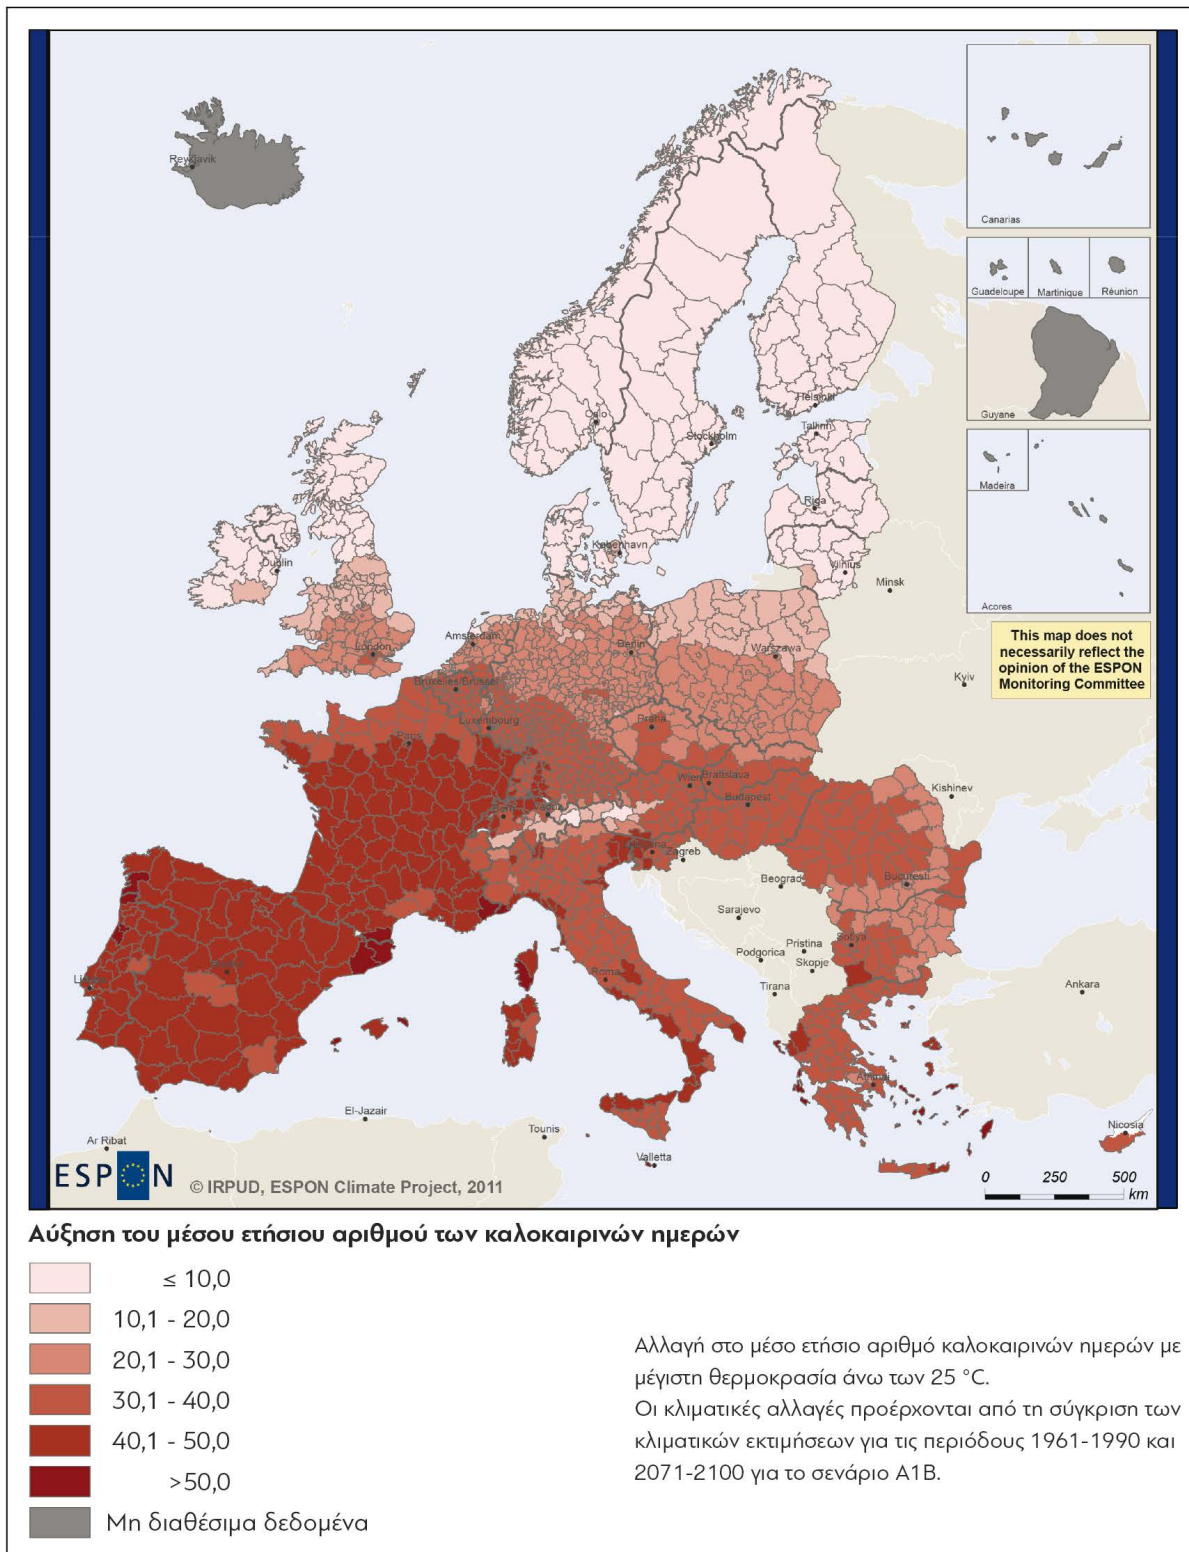 Reykjavik
Canarias
Guadeloupe
Martinique
Réunion
Guyane
Madeira
Acores
Helsinki
Oslo
Tallinn
Stockholm
Riga
København
Dublin
Vilnius
Minsk
This map does not
necessarily reflect the
opinion of the ESPON
Monitoring Committee
Amsterdam
London
Berlin
Warszawa
Kyiv
Bruxelles/Brussel
Luxembourg
Praha
Paris
Wien
Bratislava
Kishinev
Budapest
Bern
Vaduz
Zagreb
Beograd
Bucuresti
Sarajevo
Sofiya
Pristina
Podgorica
Skopje
Roma
Tirana
Ankara
Athinai
El-Jazair
Tounis
Ar Ribat
Valletta
Nicosia
ESPON
© IRPUD, ESPON Climate Project, 2011
0 250 500
km
Αύξηση του μέσου ετήσιου αριθμού των καλοκαιρινών ημερών
≤ 10,0
10,1 - 20,0
20,1 - 30,0
30,1 - 40,0
40,1 - 50,0
>50,0
Μη διαθέσιμα δεδομένα
Αλλαγή στο μέσο ετήσιο αριθμό καλοκαιρινών ημερών με
μέγιστη θερμοκρασία άνω των 25 °C.
Οι κλιματικές αλλαγές προέρχονται από τη σύγκριση των
κλιματικών εκτιμήσεων για τις περιόδους 1961-1990 και
2071-2100 για το σενάριο A1B.